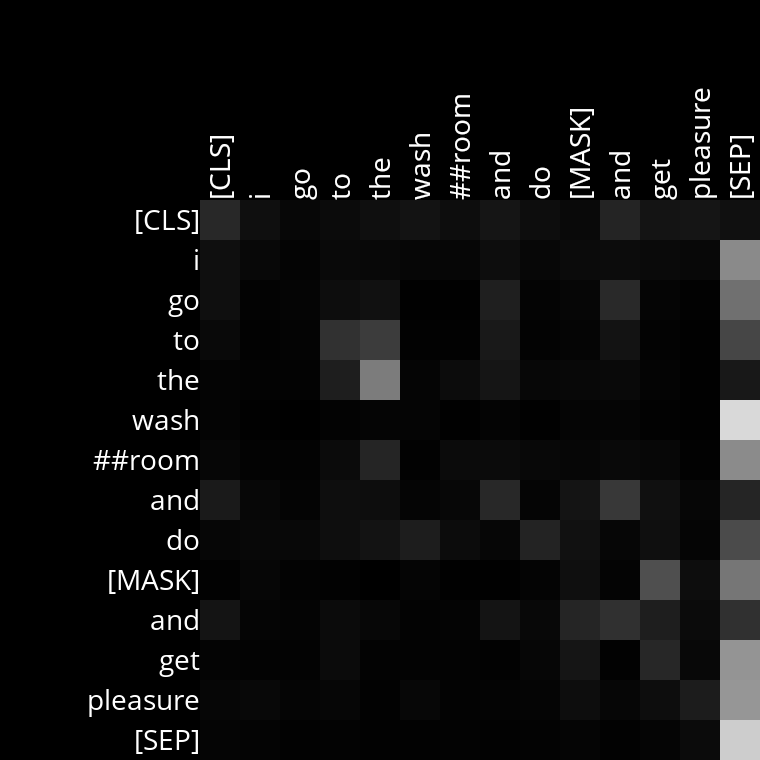 [CLS] i go to the wash ##room and do [MASK] and get pleasure [SEP]
[CLS]
i
go
to
the
wash
##room
and
do
[MASK]
and
get
pleasure
[SEP]